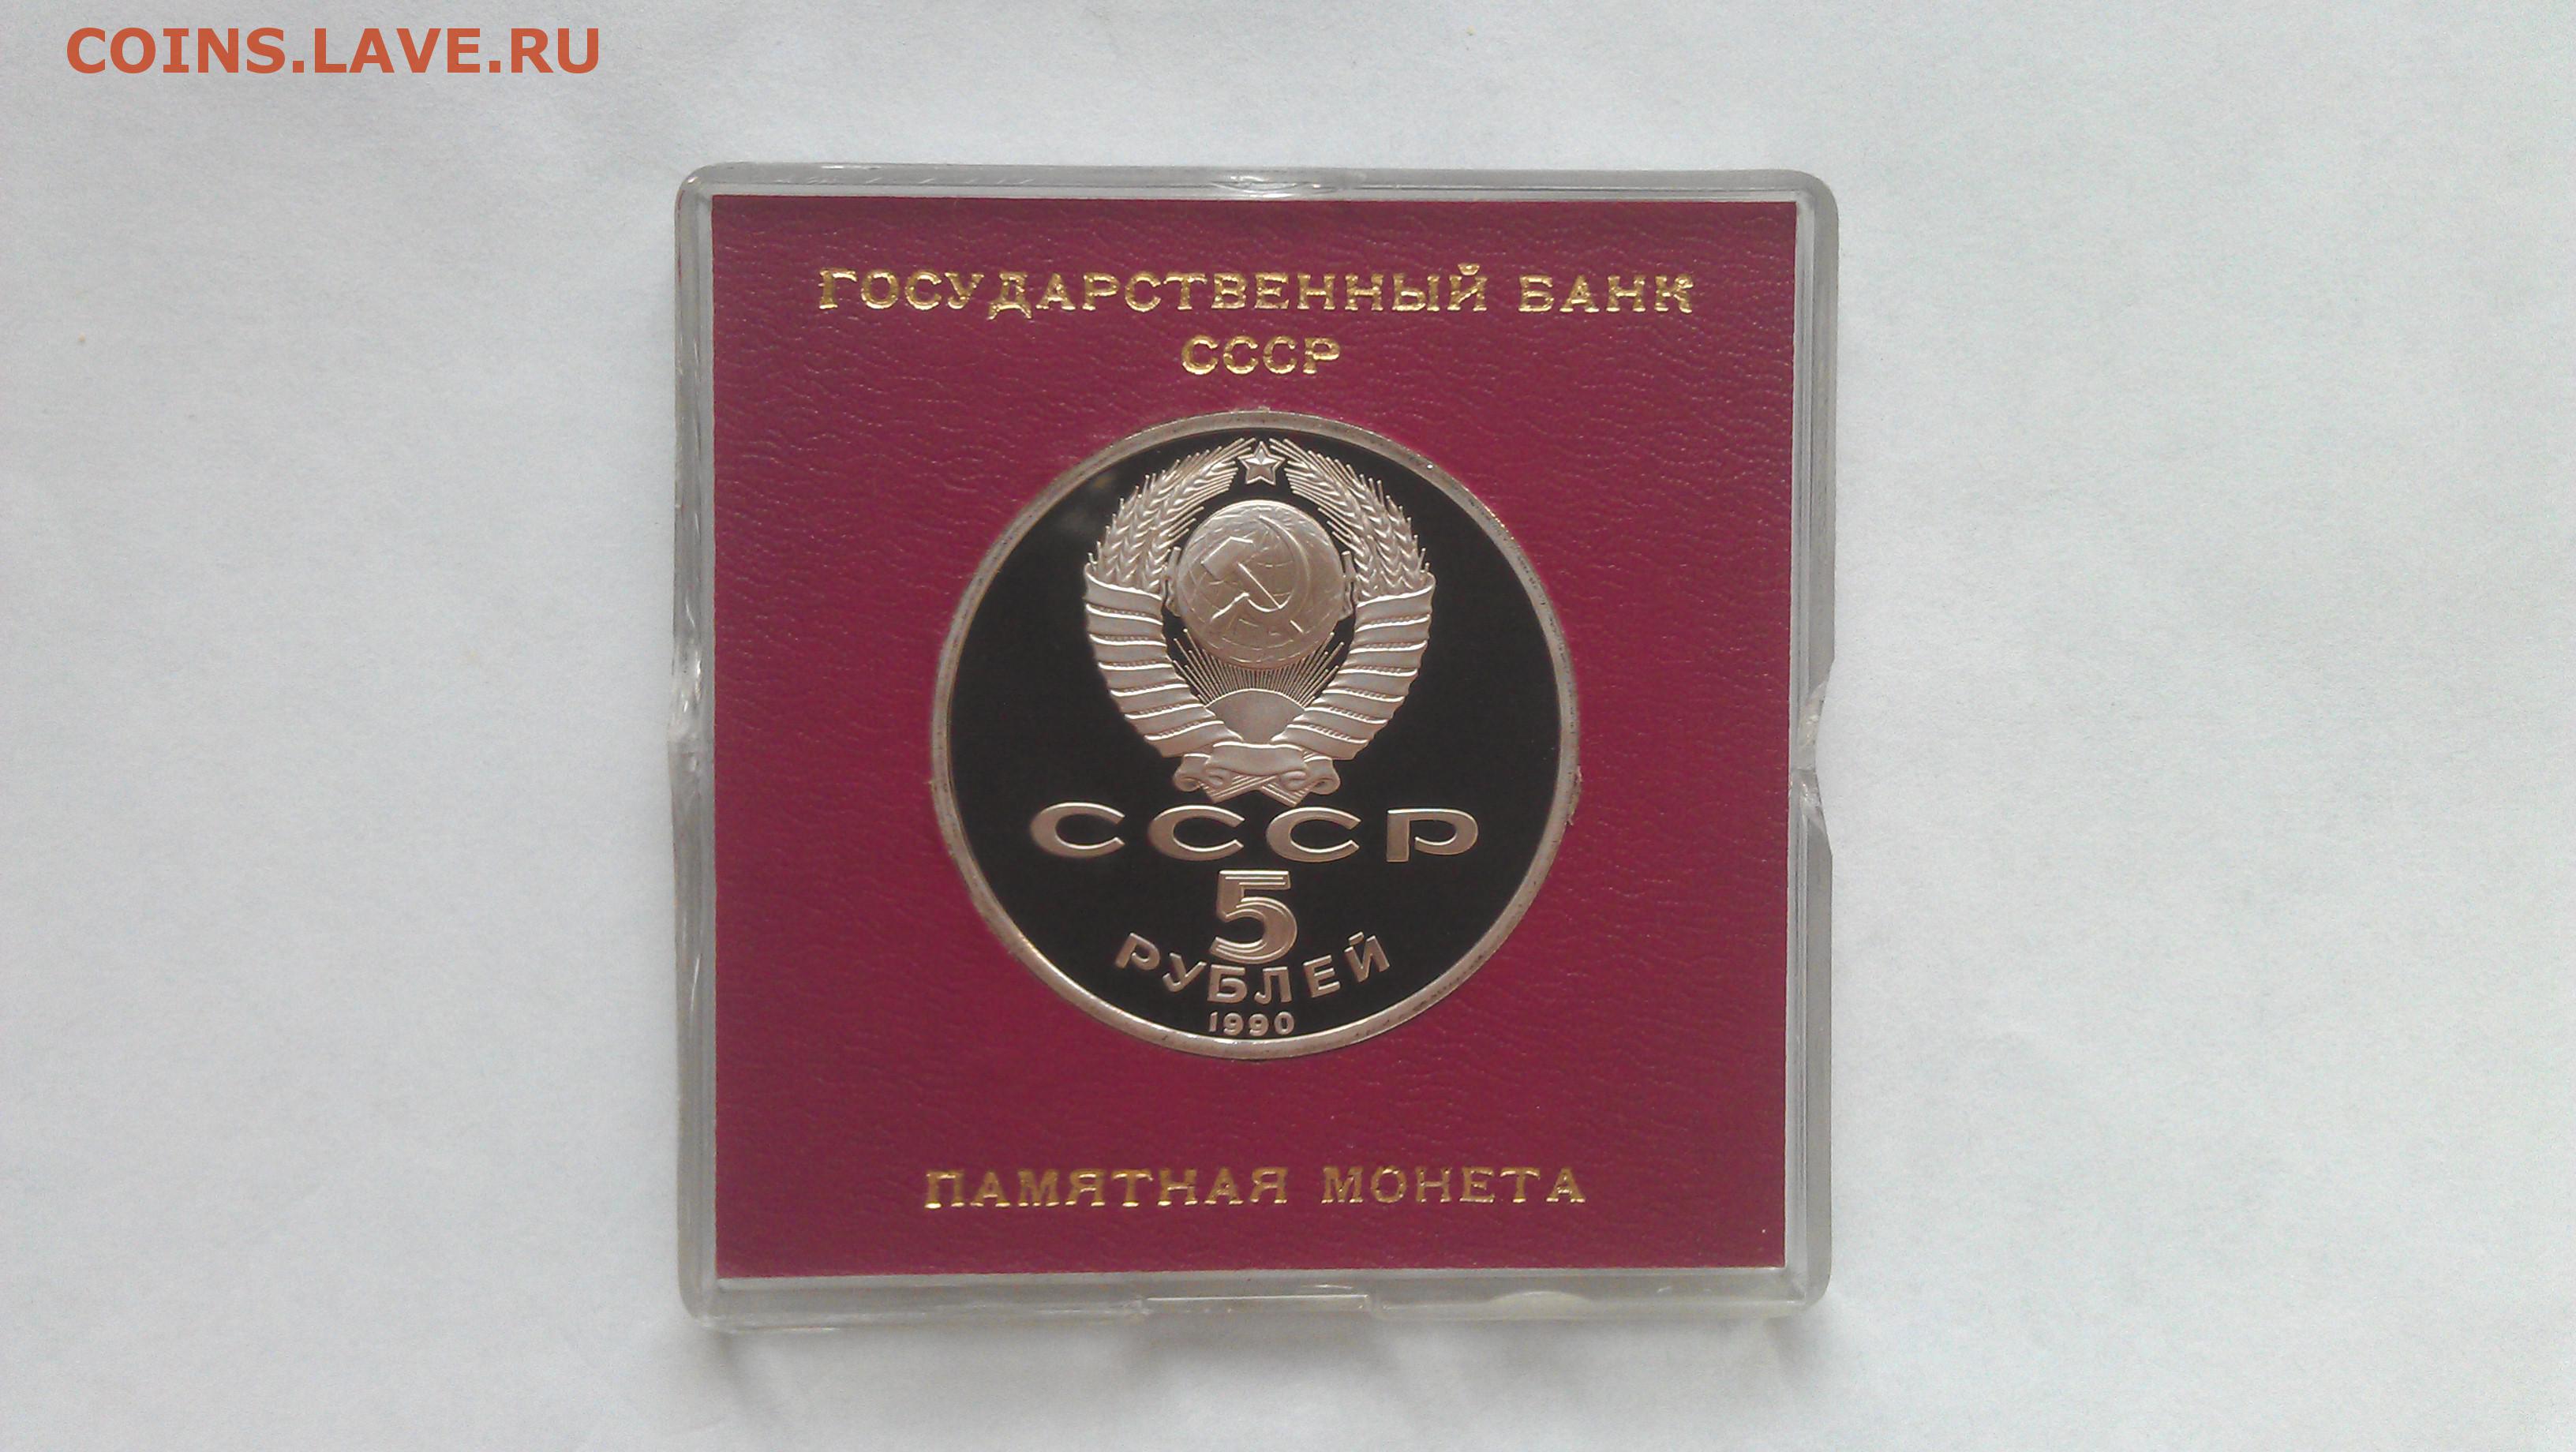 COINS.LAVE.RU
ГОСУДАРСТВЕННЫЙ БАНК
СССР
СССР
5
РУБЛЕЙ
1990
ПАМЯТНАЯ МОНЕТА